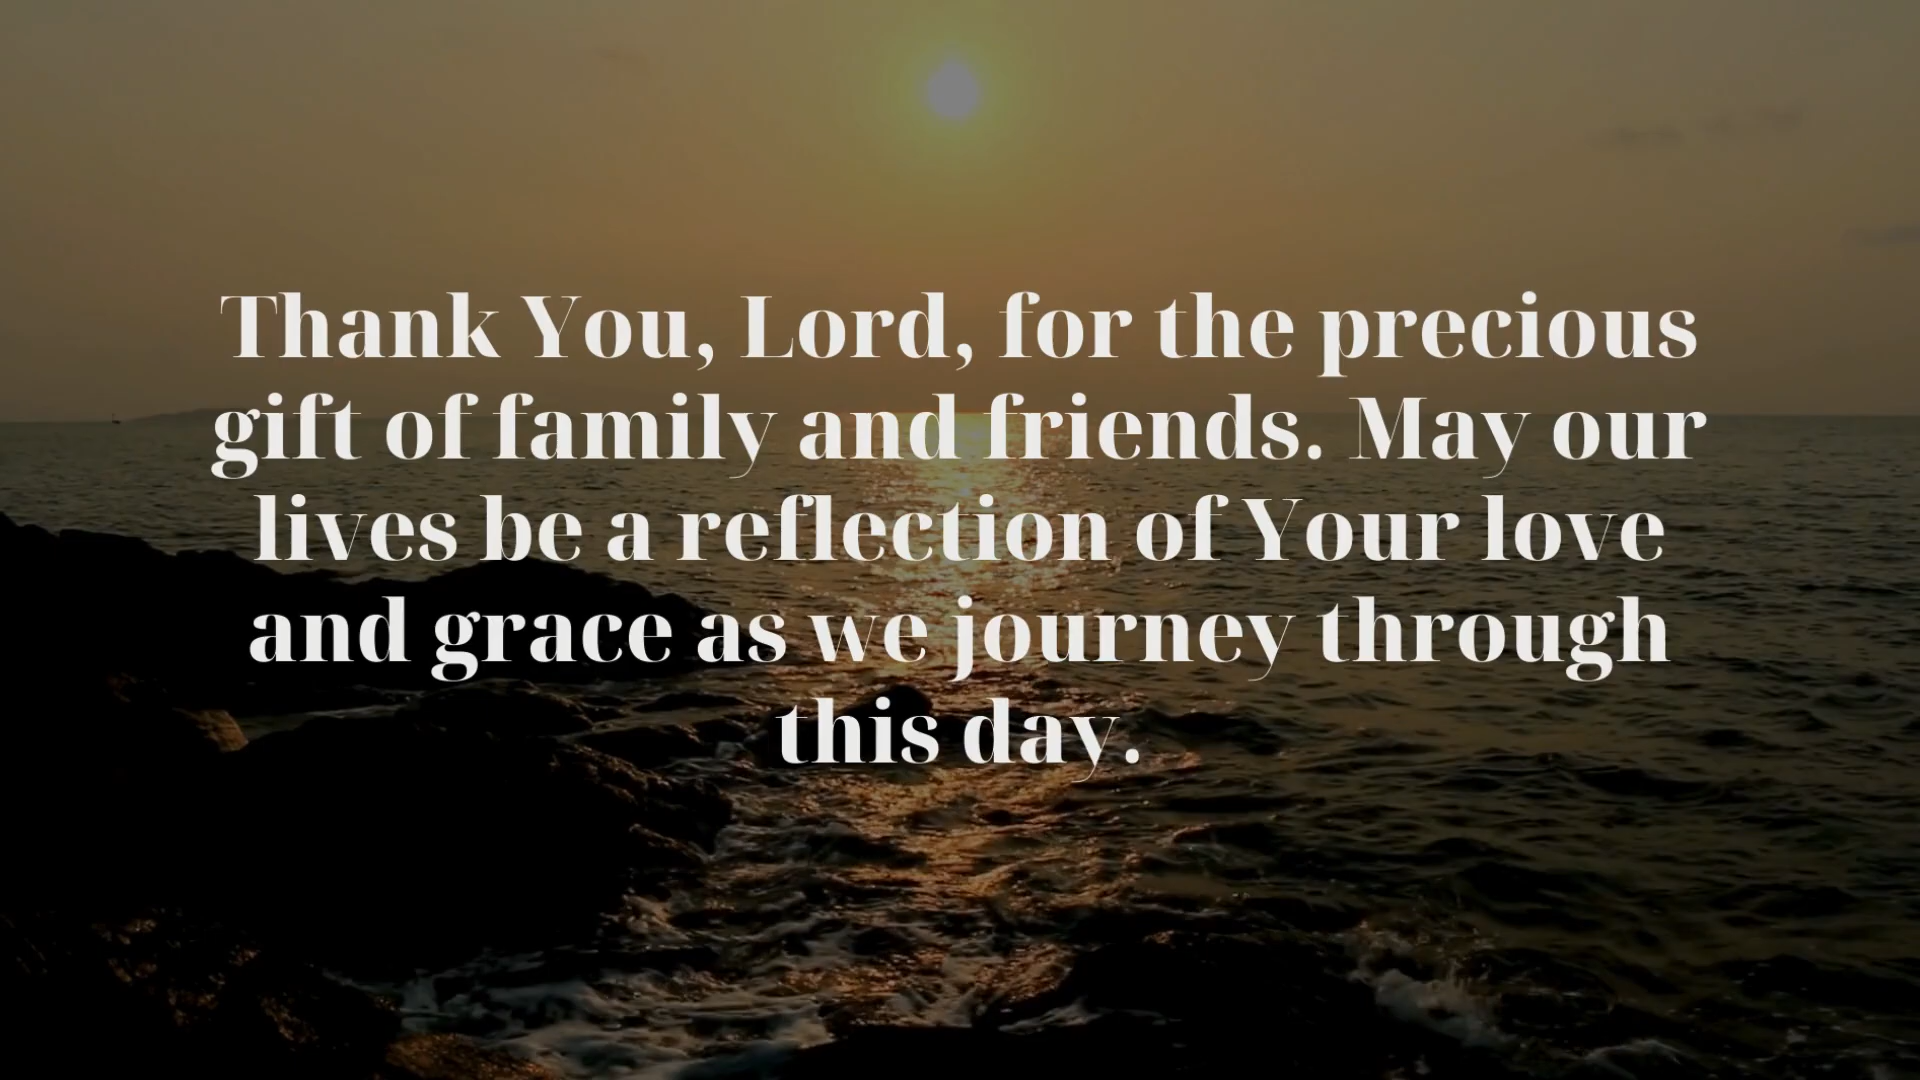 Thank You, Lord, for the precious
gift of family and friends. May our
lives be a reflection of Your love
and grace as we journey through
this day.